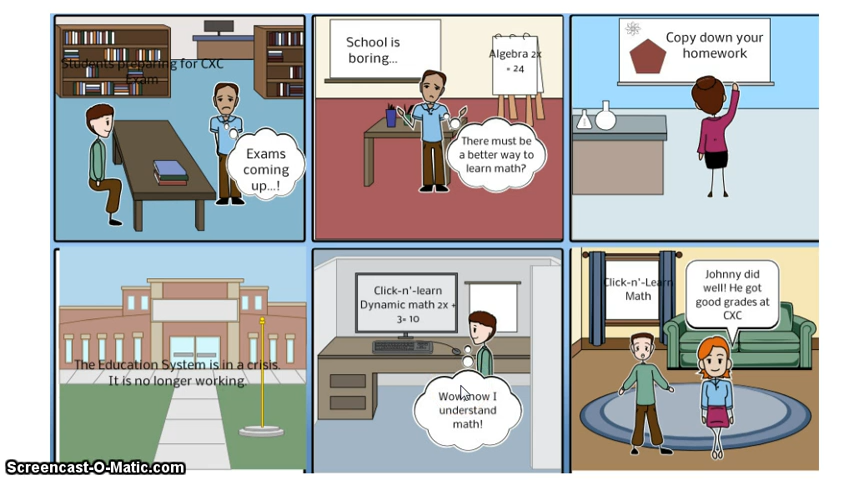 Students preparing for CXC
Exam
Exams
coming
up...!
School is
boring...
Algebra 2x
= 24
There must be
a better way to
learn math?
Copy down your
homework
The Education System is in a crisis.
It is no longer working.
Click-n'-learn
Dynamic math 2x +
3= 10
Wow now I
understand
math!
Click-n'-Learn
Math
Johnny did
well! He got
good grades at
CXC
Screencast-O-Matic.com